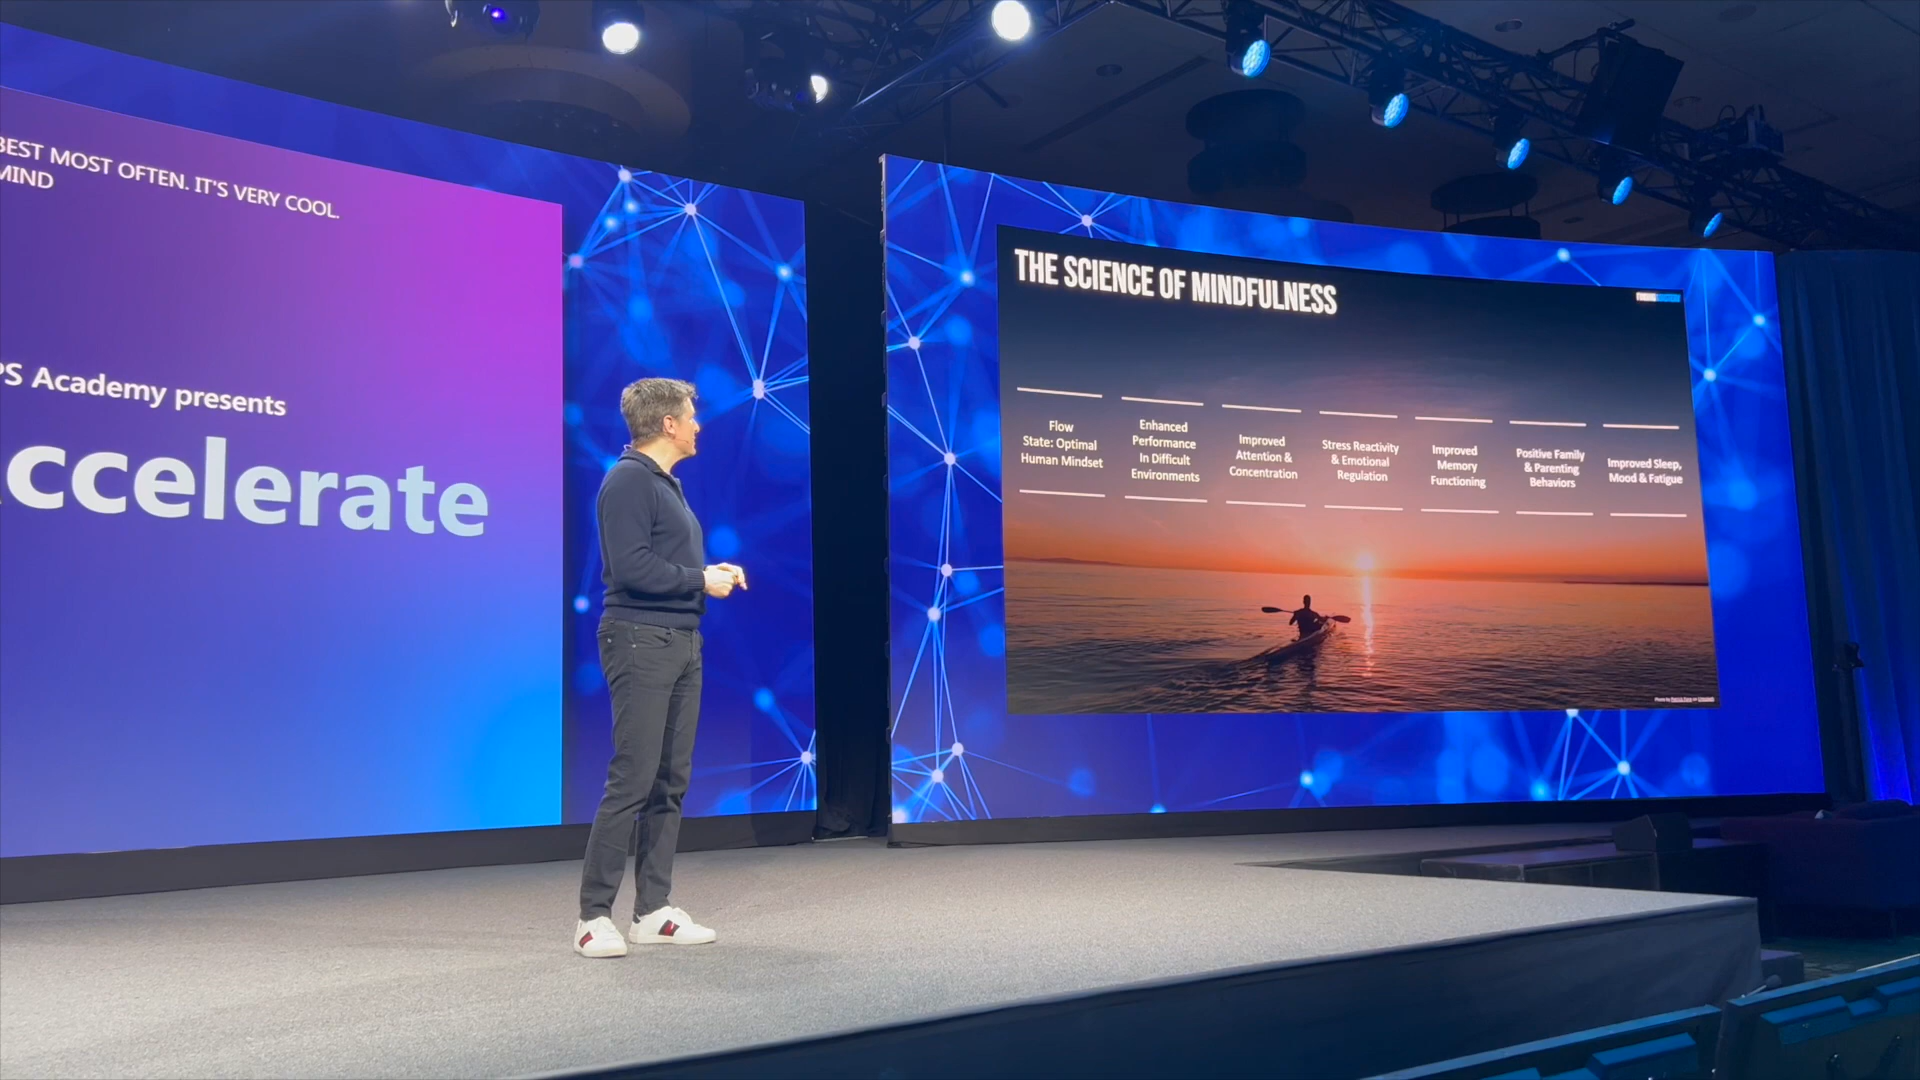 BEST MOST OFTEN. IT'S VERY COOL.
MIND
PS Academy presents
Accelerate
THE SCIENCE OF MINDFULNESS
Flow
State: Optimal
Human Mindset
Enhanced
Performance
In Difficult
Environments
Improved
Attention &
Concentration
Stress Reactivity
& Emotional
Regulation
Improved
Memory
Functioning
Positive Family
& Parenting
Behaviors
Improved Sleep,
Mood & Fatigue